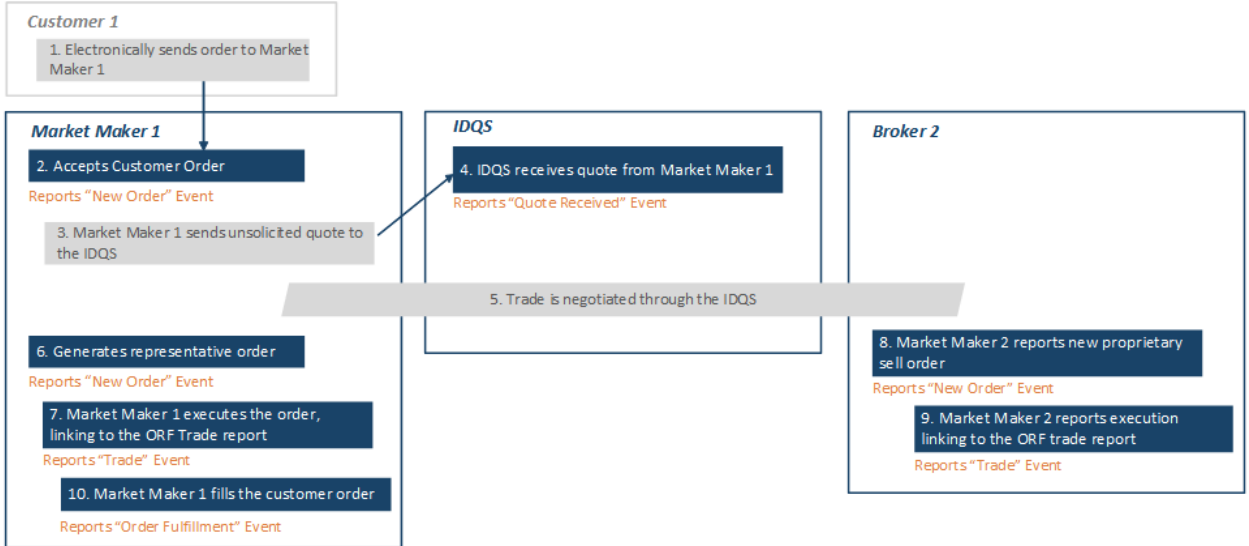 Customer 1
1. Electronically sends order to Market
Maker 1
Market Maker 1
2. Accepts Customer Order
Reports "New Order" Event
3. Market Maker 1 sends unsolicited quote to
the IDQS
IDQS
4. IDQS receives quote from Market Maker 1
Reports "Quote Received" Event
Broker 2
5. Trade is negotiated through the IDQS
6. Generates representative order
Reports "New Order" Event
7. Market Maker 1 executes the order,
linking to the ORF Trade report
Reports "Trade" Event
8. Market Maker 2 reports new proprietary
sell order
Reports "New Order" Event
9. Market Maker 2 reports execution
linking to the ORF trade report
Reports "Trade" Event
10. Market Maker 1 fills the customer order
Reports "Order Fulfillment" Event